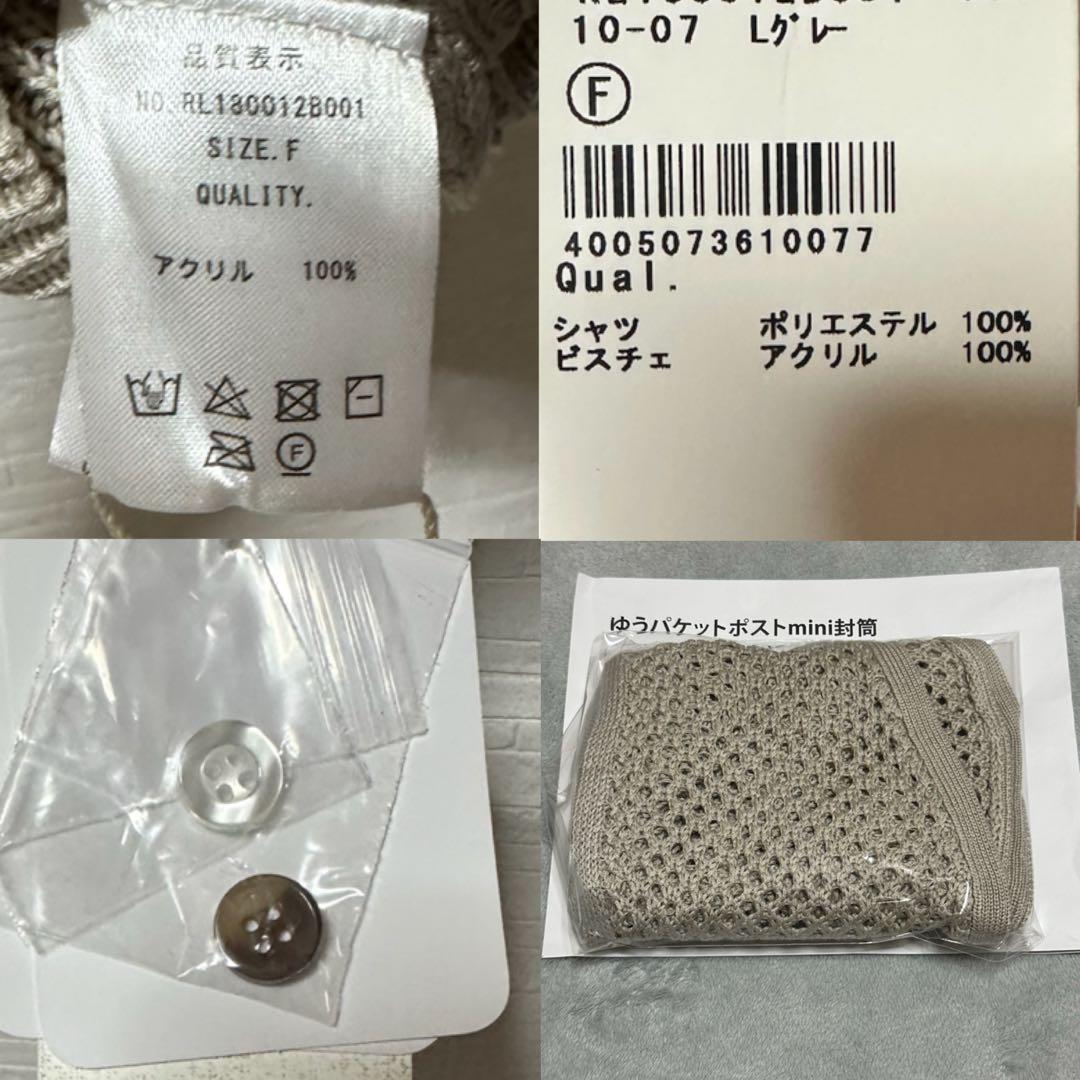 品質表示
NO.RL1300128001
SIZE.F
QUALITY.
アクリル 100%
F
10-07 Lグレー
F
4005073610077
Qual.
シャツ ポリエステル 100%
ビスチェ アクリル 100%
ゆうパケットポストmini封筒